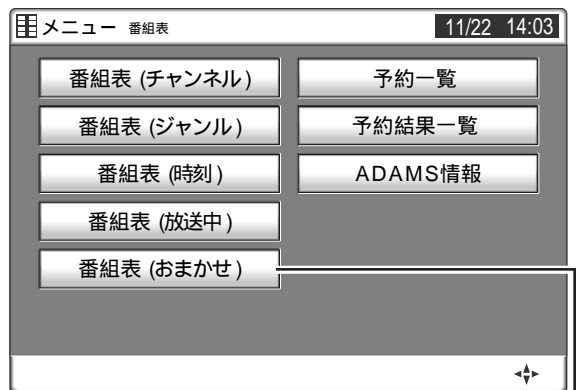 メニュー 番組表 11/22 14:03
番組表 (チャンネル)
番組表 (ジャンル)
番組表 (時刻)
番組表 (放送中)
番組表 (おまかせ)
予約一覧
予約結果一覧
ADAMS情報